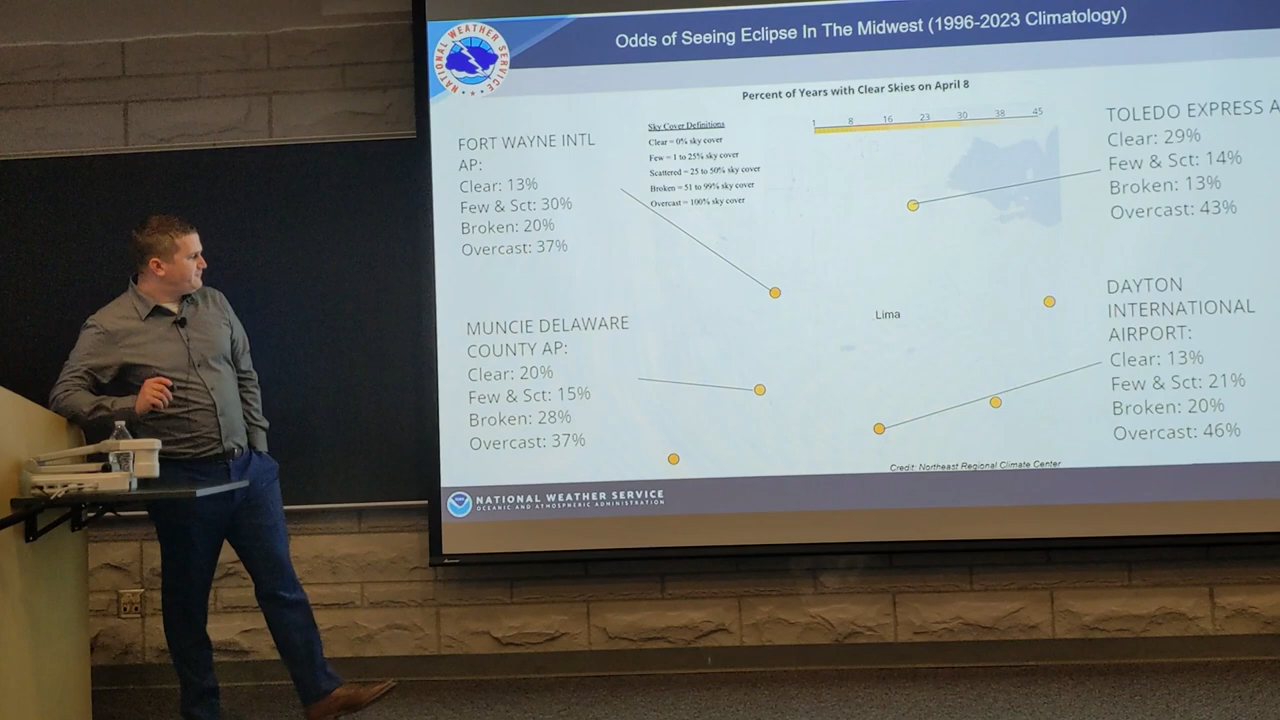 NATIONAL WEATHER SERVICE
Odds of Seeing Eclipse In The Midwest (1996-2023 Climatology)
Percent of Years with Clear Skies on April 8
1 8 16 23 30 38 45
Sky Cover Definitions
Clear = 0% sky cover
Few = 1 to 25% sky cover
Scattered = 25 to 50% sky cover
Broken = 51 to 99% sky cover
Overcast = 100% sky cover
FORT WAYNE INTL
AP:
Clear: 13%
Few & Sct: 30%
Broken: 20%
Overcast: 37%
TOLEDO EXPRESS A
Clear: 29%
Few & Sct: 14%
Broken: 13%
Overcast: 43%
MUNCIE DELAWARE
COUNTY AP:
Clear: 20%
Few & Sct: 15%
Broken: 28%
Overcast: 37%
Lima
DAYTON
INTERNATIONAL
AIRPORT:
Clear: 13%
Few & Sct: 21%
Broken: 20%
Overcast: 46%
Credit: Northeast Regional Climate Center
NATIONAL WEATHER SERVICE
OCEANIC AND ATMOSPHERIC ADMINISTRATION